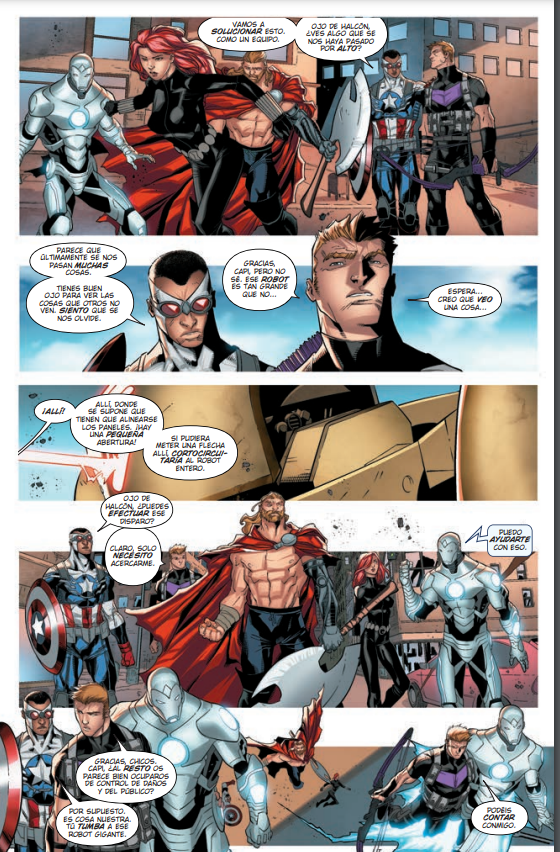 VAMOS A
SOLUCIONAR ESTO.
COMO UN EQUIPO.
OJO DE HALCÓN,
¿VES ALGO QUE SE
NOS HAYA PASADO
POR ALTO?
PARECE QUE
ÚLTIMAMENTE SE NOS
PASAN MUCHAS
COSAS.
TIENES BUEN
OJO PARA VER LAS
COSAS QUE OTROS NO
VEN. SIENTO QUE SE
NOS OLVIDE.
GRACIAS,
CAPI, PERO NO
SÉ. ESE ROBOT
ES TAN GRANDE
QUE NO...
ESPERA...
CREO QUE VEO
UNA COSA...
¡ALLÍ!
ALLÍ, DONDE
SE SUPONE QUE
TIENEN QUE ALINEARSE
LOS PANELES. ¡HAY
UNA PEQUEÑA
ABERTURA!
SI PUDIERA
METER UNA FLECHA
ALLÍ, CORTOCIRCUI-
TARÍA AL ROBOT
ENTERO.
OJO DE
HALCÓN, ¿PUEDES
EFECTUAR ESE
DISPARO?
CLARO, SOLO
NECESITO
ACERCARME.
PUEDO
AYUDARTE
CON ESO.
GRACIAS, CHICOS.
CAPI, ¿AL RESTO OS
PARECE BIEN OCUPAROS
DE CONTROL DE DAÑOS
Y DEL PÚBLICO?
POR SUPUESTO.
ES COSA NUESTRA.
TÚ TUMBA A ESE
ROBOT GIGANTE.
PODÉIS
CONTAR
CONMIGO.